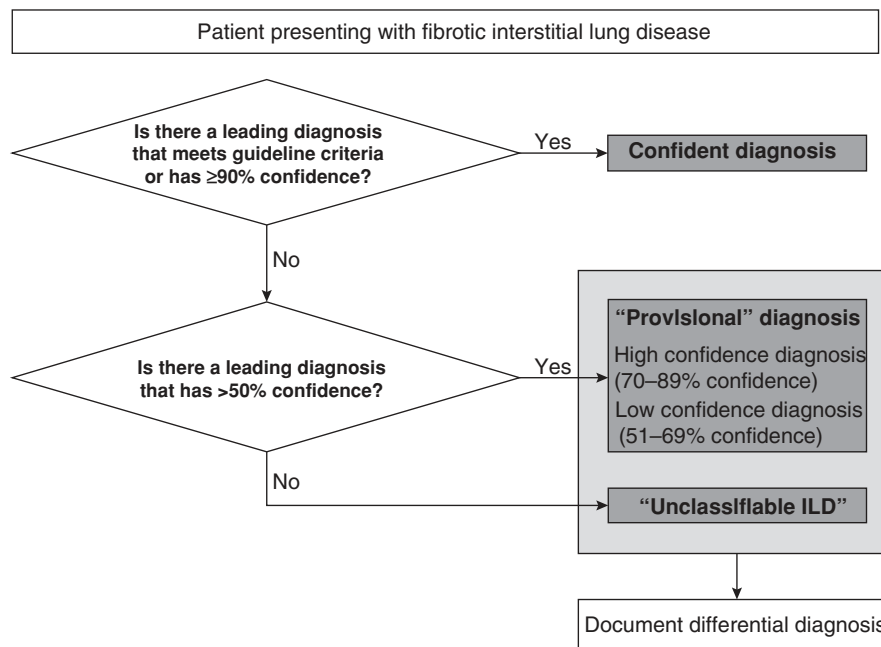 Patient presenting with fibrotic interstitial lung disease
Is there a leading diagnosis
that meets guideline criteria
or has ≥90% confidence?
Yes
Confident diagnosis
No
Is there a leading diagnosis
that has >50% confidence?
Yes
“ProvIsIonal” diagnosis
High confidence diagnosis
(70–89% confidence)
Low confidence diagnosis
(51–69% confidence)
No
“UnclassIfIable ILD”
Document differential diagnosis